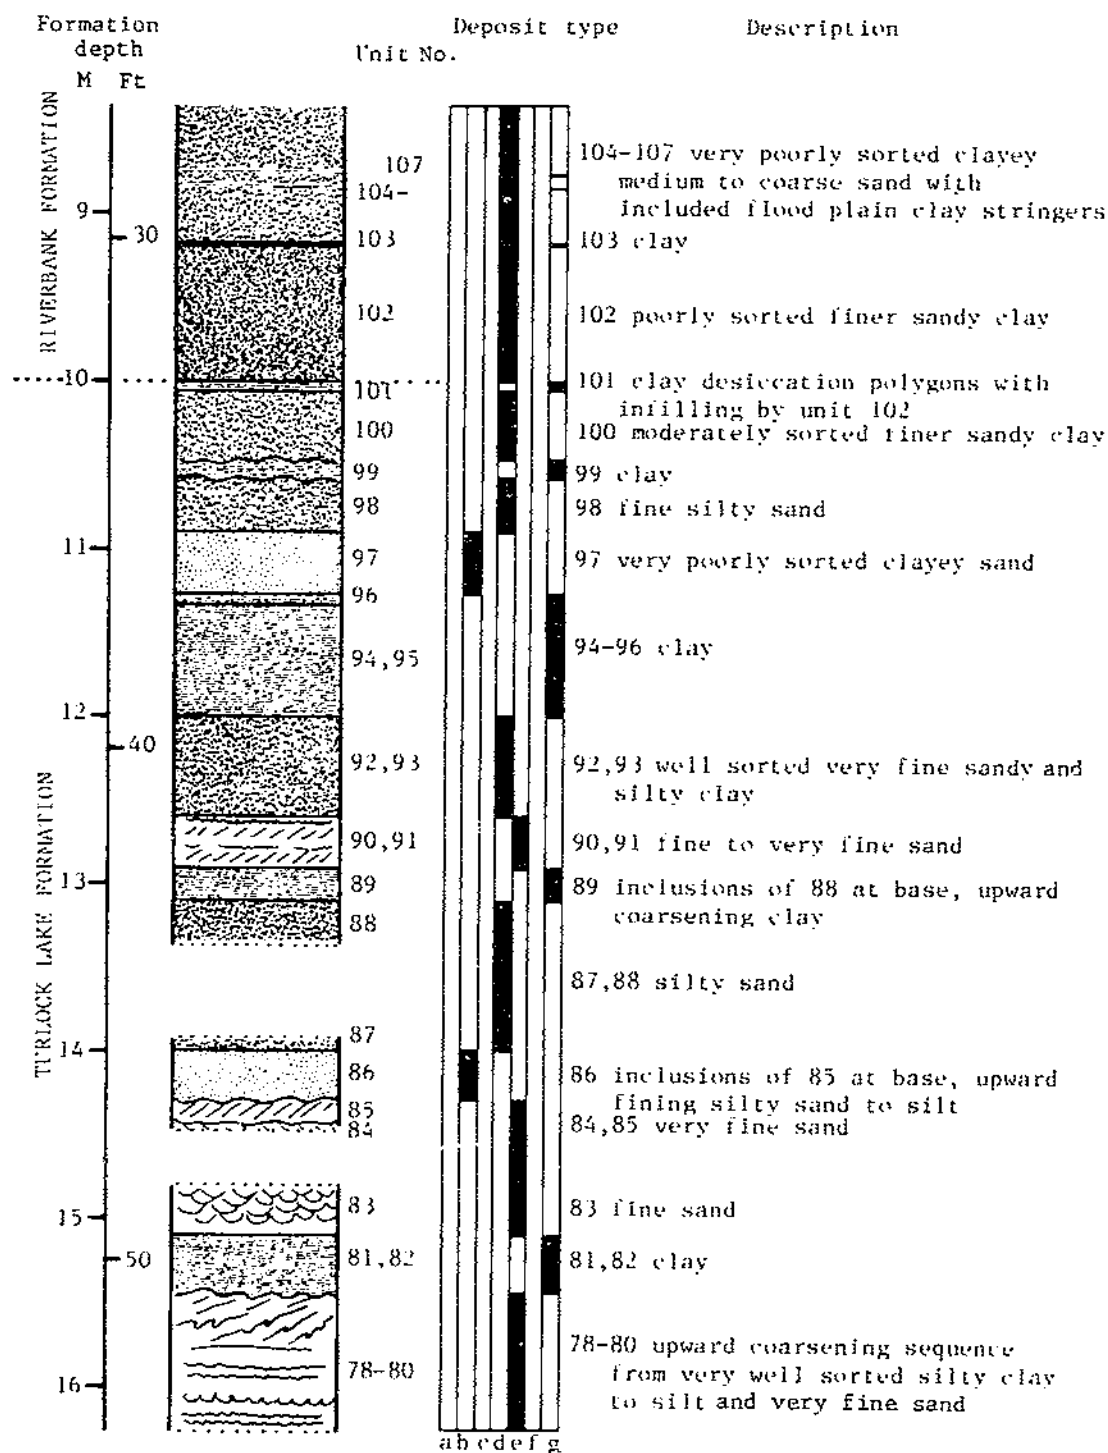 Formation
depth
M Ft
Unit No.
Deposit type
Description
RIVERBANK FORMATION
TURLOCK LAKE FORMATION
9
30
10
11
12
40
13
14
15
50
16
107
104-
103
102
101
100
99
98
97
96
94,95
92,93
90,91
89
88
87
86
85
84
83
81,82
78-80
104-107 very poorly sorted clayey
medium to coarse sand with
included flood plain clay stringers
103 clay
102 poorly sorted finer sandy clay
101 clay desiccation polygons with
infilling by unit 102
100 moderately sorted finer sandy clay
99 clay
98 fine silty sand
97 very poorly sorted clayey sand
94-96 clay
92,93 well sorted very fine sandy and
silty clay
90,91 fine to very fine sand
89 inclusions of 88 at base, upward
coarsening clay
87,88 silty sand
86 inclusions of 85 at base, upward
fining silty sand to silt
84,85 very fine sand
83 fine sand
81,82 clay
78-80 upward coarsening sequence
from very well sorted silty clay
to silt and very fine sand
a b c d e f g